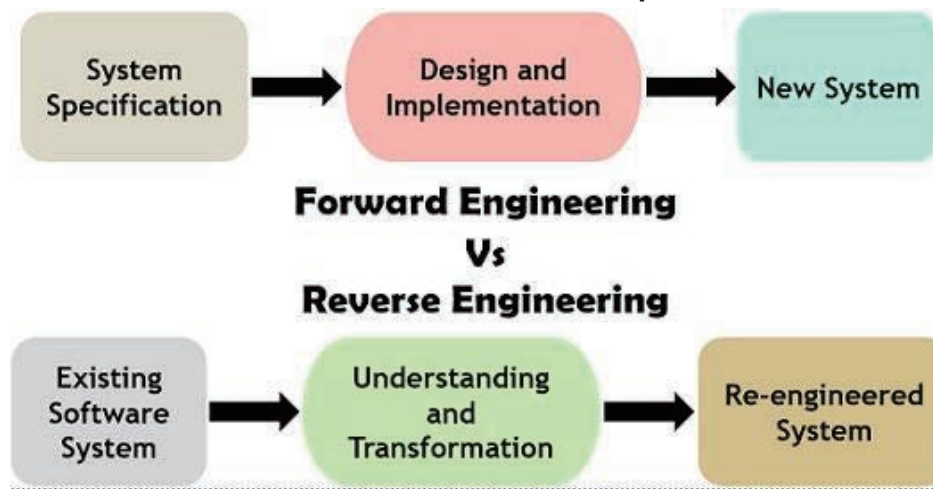 System
Specification
Design and
Implementation
New System
Forward Engineering
Vs
Reverse Engineering
Existing
Software
System
Understanding
and
Transformation
Re-engineered
System